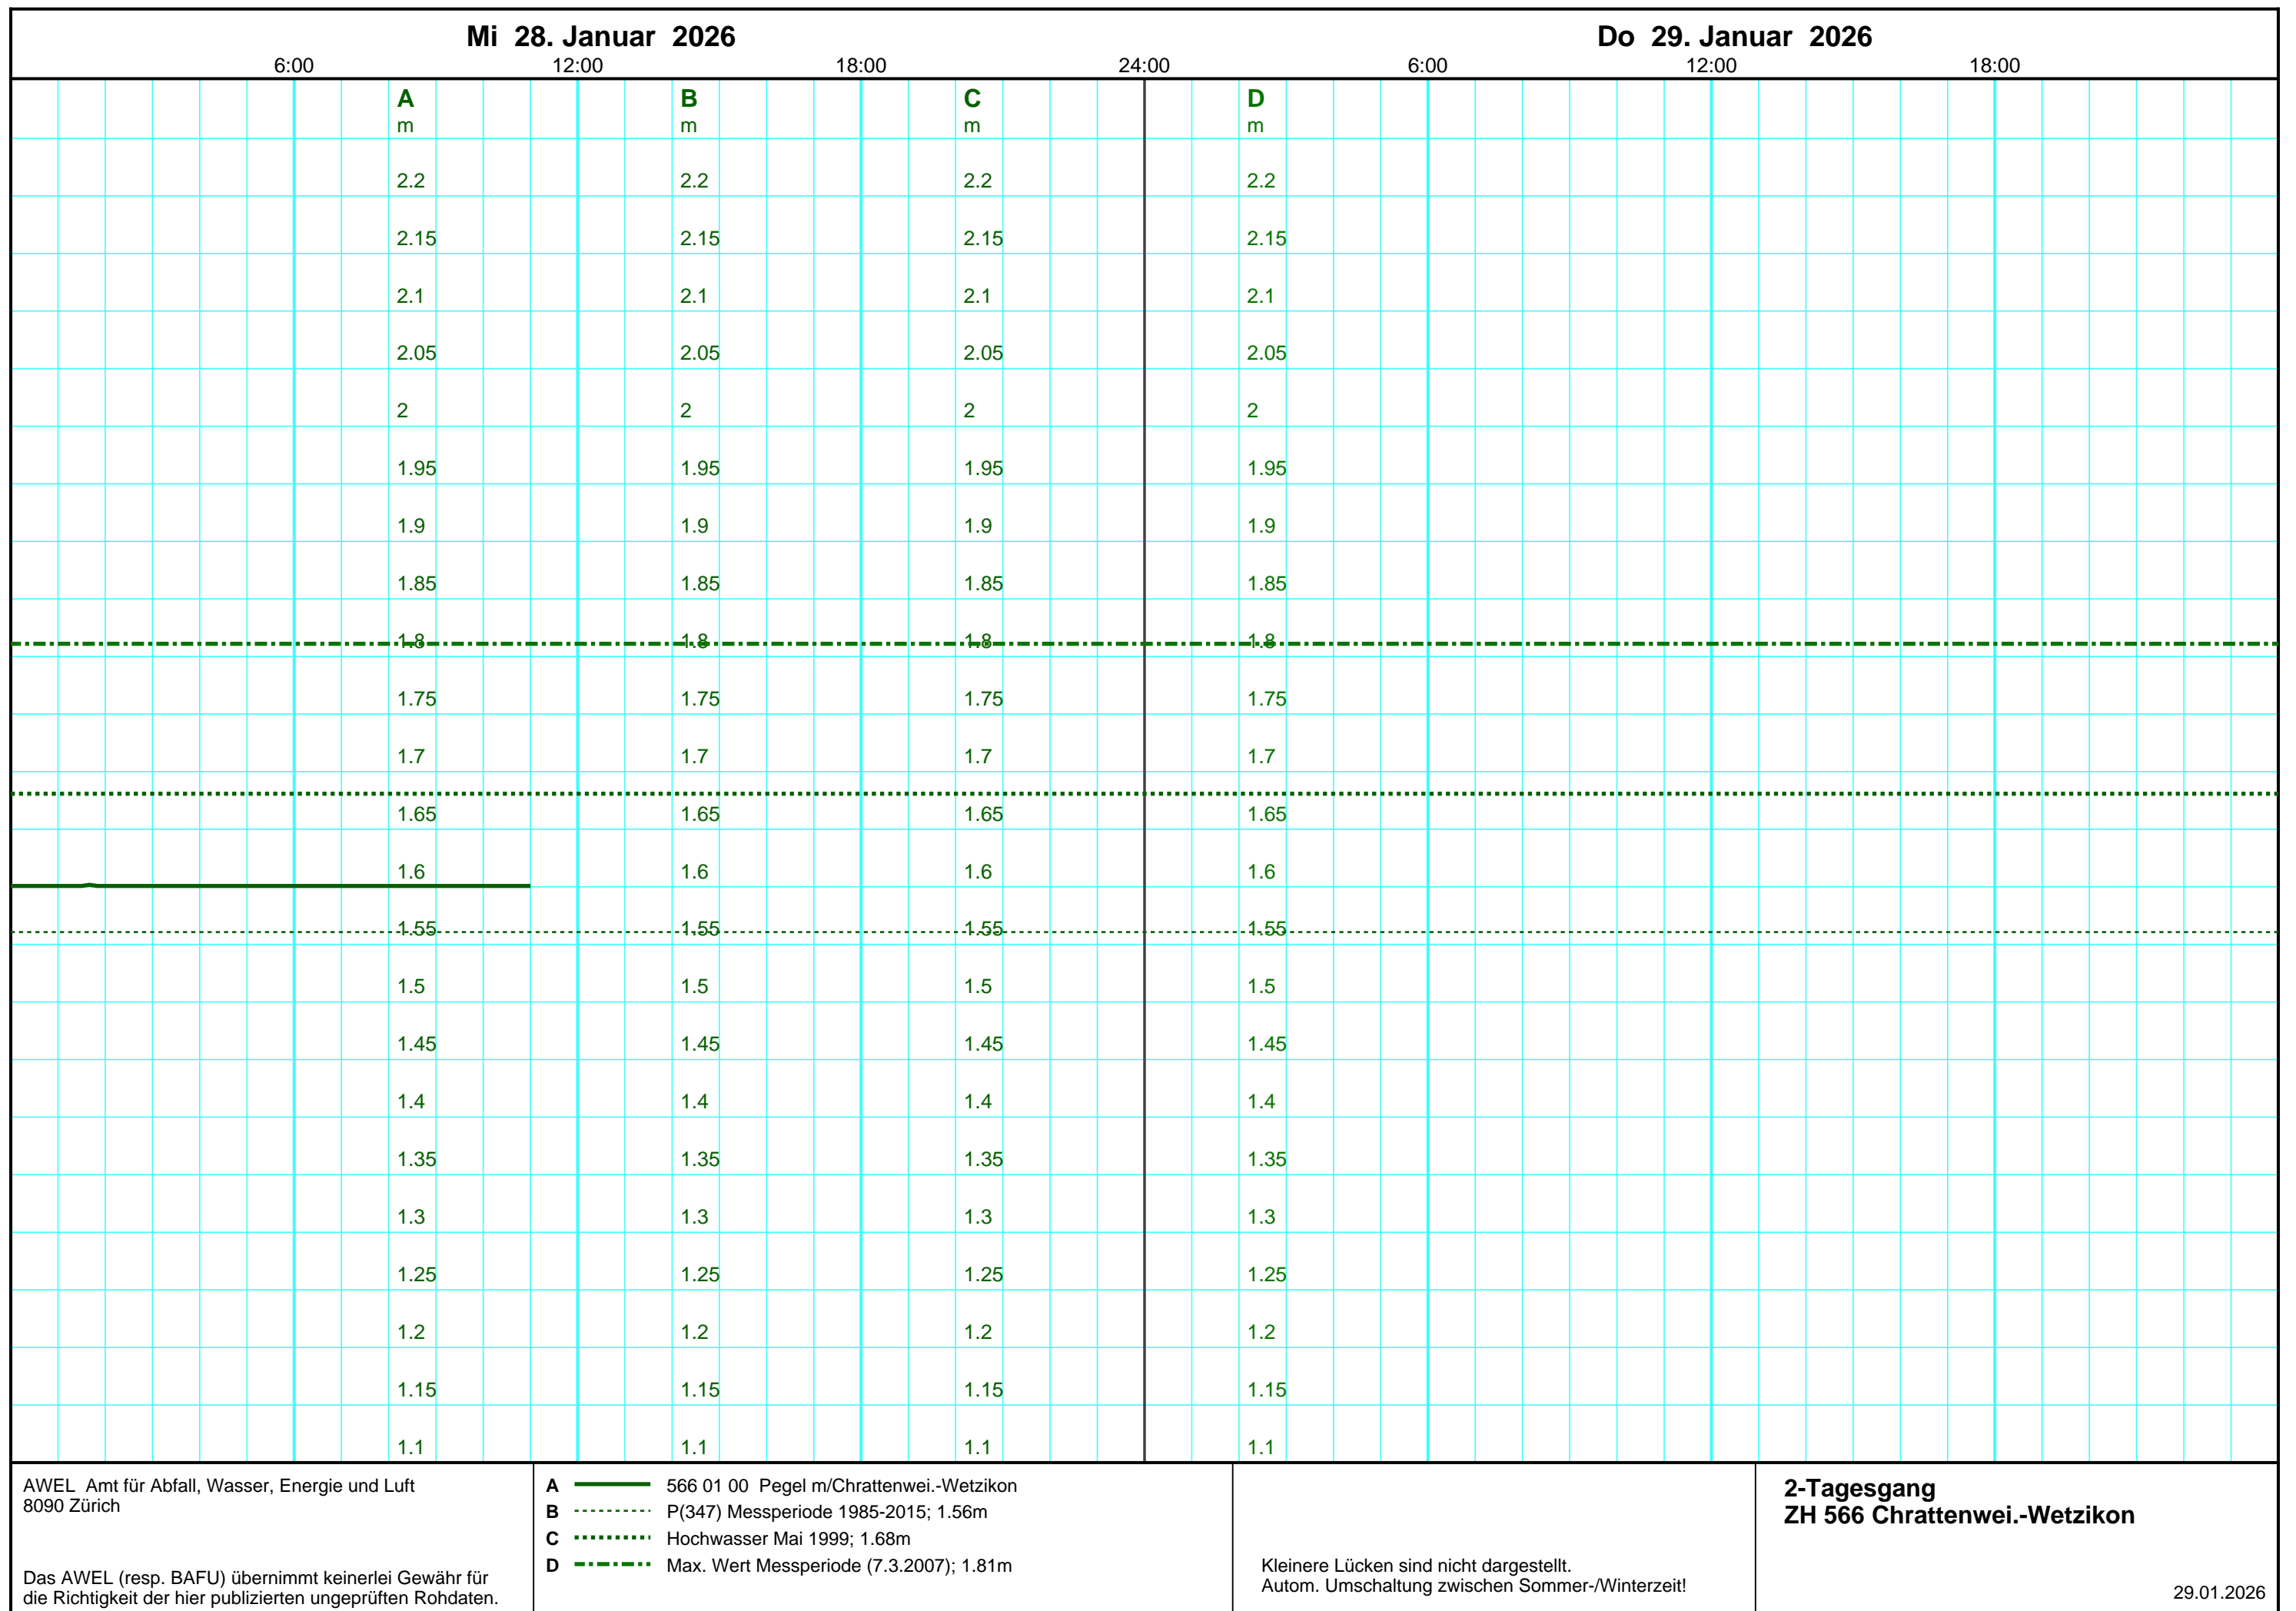 Mi 28. Januar 2026 Do 29. Januar 2026
6:00 12:00 18:00 24:00 6:00 12:00 18:00
A B C D
m m m m
2.2 2.2 2.2 2.2
2.15 2.15 2.15 2.15
2.1 2.1 2.1 2.1
2.05 2.05 2.05 2.05
2 2 2 2
1.95 1.95 1.95 1.95
1.9 1.9 1.9 1.9
1.85 1.85 1.85 1.85
1.8 1.8 1.8 1.8
1.75 1.75 1.75 1.75
1.7 1.7 1.7 1.7
1.65 1.65 1.65 1.65
1.6 1.6 1.6 1.6
1.55 1.55 1.55 1.55
1.5 1.5 1.5 1.5
1.45 1.45 1.45 1.45
1.4 1.4 1.4 1.4
1.35 1.35 1.35 1.35
1.3 1.3 1.3 1.3
1.25 1.25 1.25 1.25
1.2 1.2 1.2 1.2
1.15 1.15 1.15 1.15
1.1 1.1 1.1 1.1
AWEL Amt für Abfall, Wasser, Energie und Luft
8090 Zürich
Das AWEL (resp. BAFU) übernimmt keinerlei Gewähr für
die Richtigkeit der hier publizierten ungeprüften Rohdaten.
A 566 01 00 Pegel m/Chrattenwei.-Wetzikon
B P(347) Messperiode 1985-2015; 1.56m
C Hochwasser Mai 1999; 1.68m
D Max. Wert Messperiode (7.3.2007); 1.81m
Kleinere Lücken sind nicht dargestellt.
Autom. Umschaltung zwischen Sommer-/Winterzeit!
2-Tagesgang
ZH 566 Chrattenwei.-Wetzikon
29.01.2026